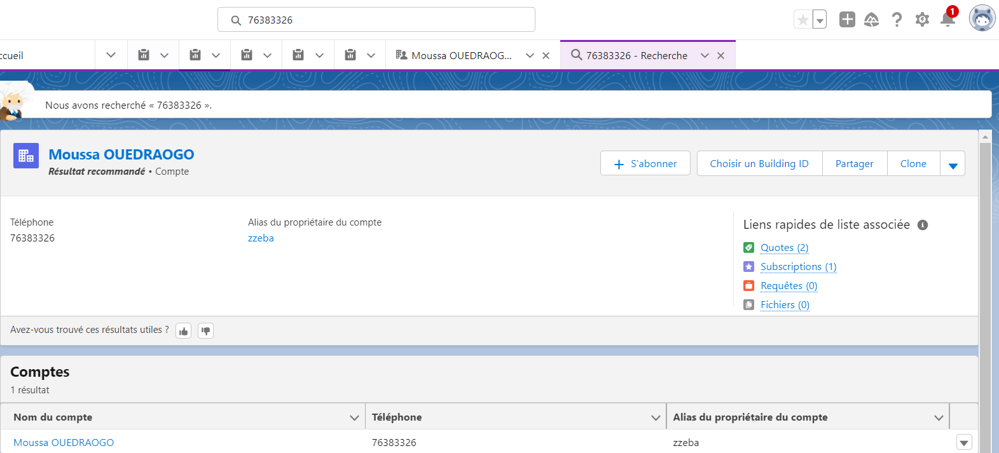 76383326
1
ccueil
Moussa OUEDRAOG...
76383326 - Recherche
Nous avons recherché « 76383326 ».
Moussa OUEDRAOGO
Résultat recommandé • Compte
S'abonner
Choisir un Building ID
Partager
Clone
Téléphone
76383326
Alias du propriétaire du compte
zzeba
Liens rapides de liste associée
Quotes (2)
Subscriptions (1)
Requêtes (0)
Fichiers (0)
Avez-vous trouvé ces résultats utiles ?
Comptes
1 résultat
Nom du compte
Téléphone
Alias du propriétaire du compte
Moussa OUEDRAOGO
76383326
zzeba